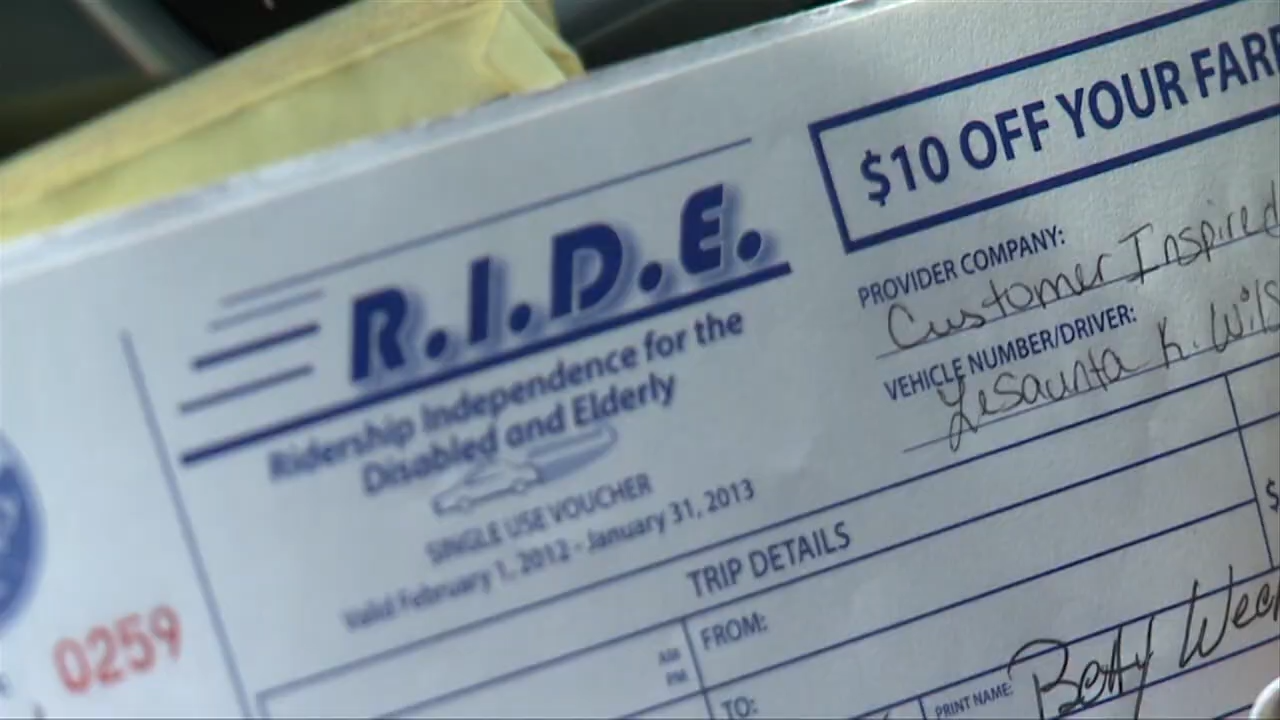 $10 OFF YOUR FARE
R.I.D.E.
Ridership Independence for the
Disabled and Elderly
SINGLE USE VOUCHER
Valid February 1, 2012 - January 31, 2013
PROVIDER COMPANY:
Customer Inspired
VEHICLE NUMBER/DRIVER:
LeSaunta K. Wils
TRIP DETAILS
$
0259
AM
PM
FROM:
TO:
PRINT NAME:
Betty